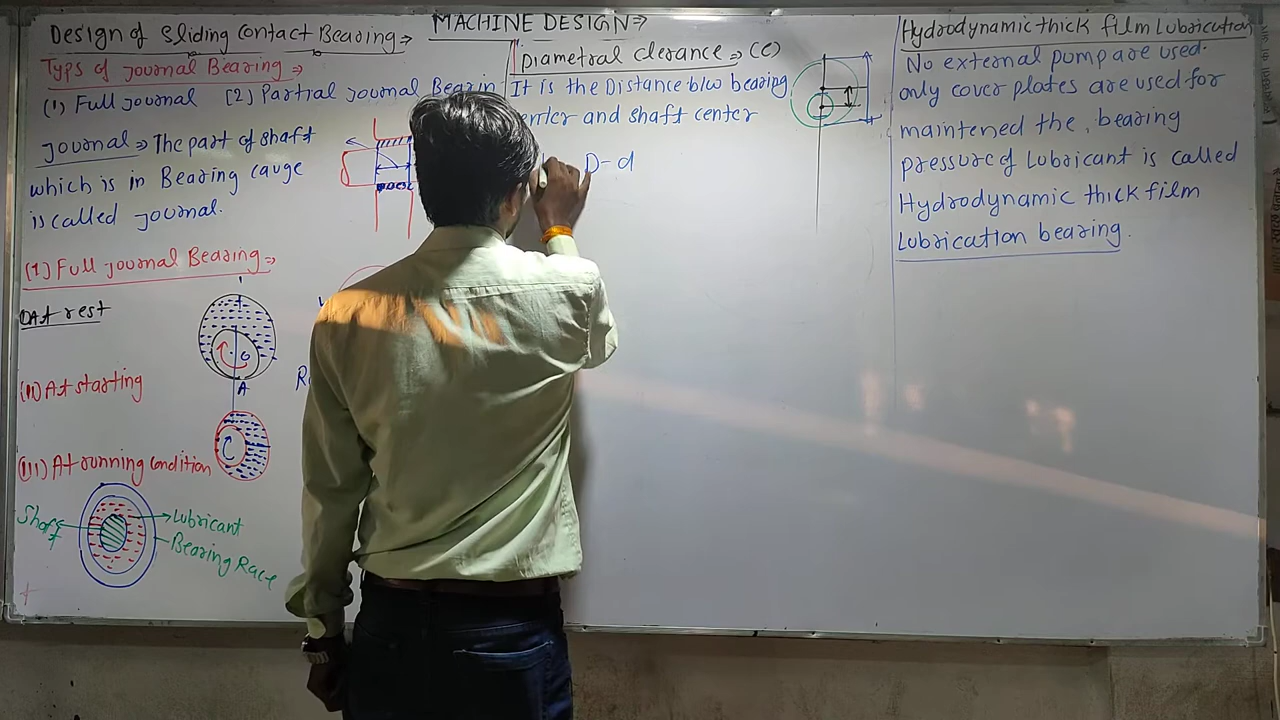 MACHINE DESIGN ⇒
Design of Sliding Contact Bearing ⇒
Typs of Journal Bearing ⇒
(1) Full Journal [2) Partial Journal Bearin
Journal ⇒ The part of shaft
which is in Bearing cauge
is called journal.
(1) Full Journal Bearing ⇒
(I) At rest
A
(II) At starting
(III) At running condition
Shaft
Lubricant
Bearing Race
Diametral clerance ⇒ (C)
It is the Distance b/w bearing
enter and shaft center
D-d
Hydrodynamic thick film Lubrication
No external pump are used.
only cover plates are used for
maintened the, bearing
pressure of Lubricant is called
Hydrodynamic thick film
Lubrication bearing.